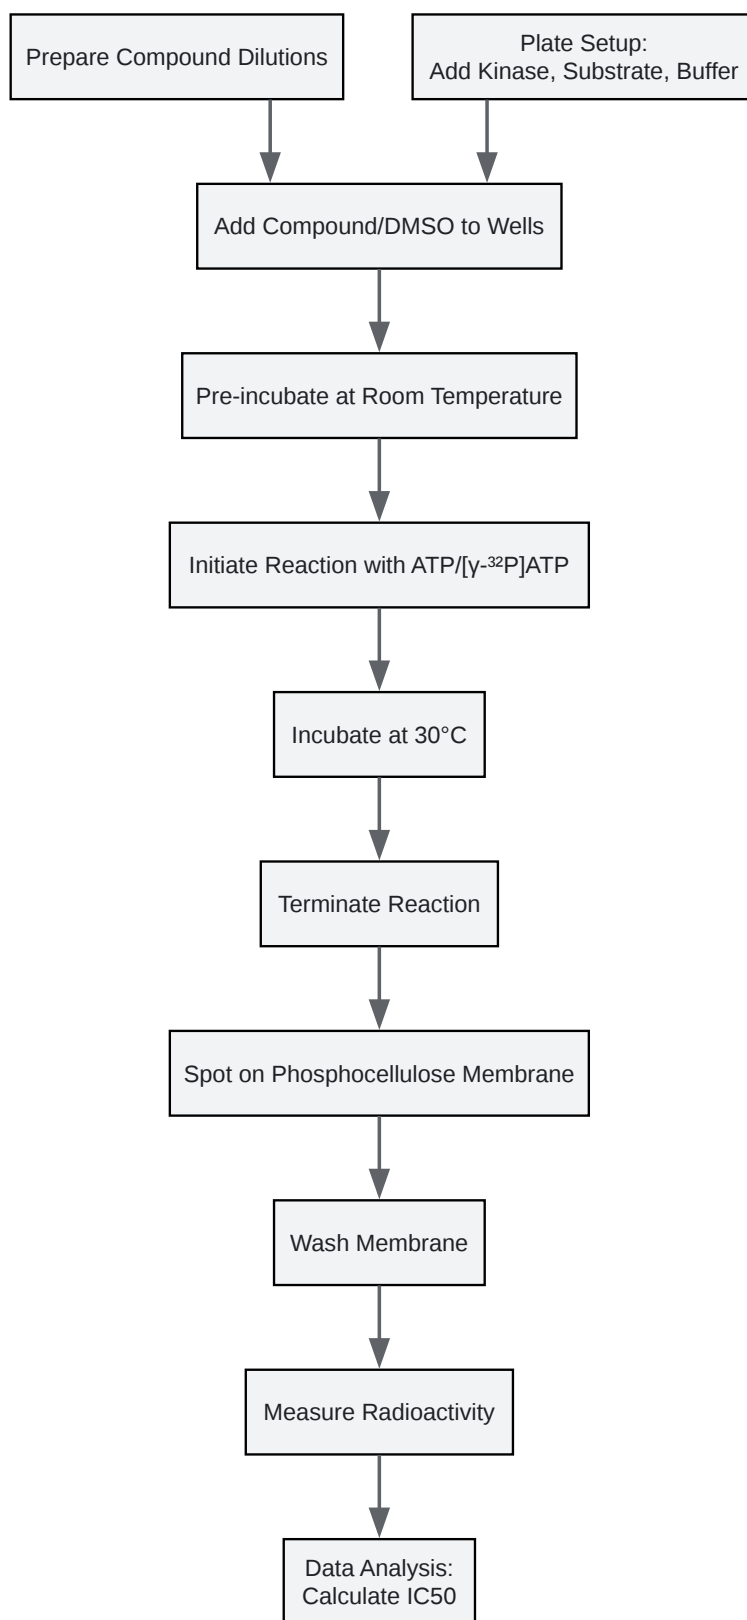 Prepare Compound Dilutions
Plate Setup:
Add Kinase, Substrate, Buffer
Add Compound/DMSO to Wells
Pre-incubate at Room Temperature
Initiate Reaction with ATP/[γ-³²P]ATP
Incubate at 30°C
Terminate Reaction
Spot on Phosphocellulose Membrane
Wash Membrane
Measure Radioactivity
Data Analysis:
Calculate IC50